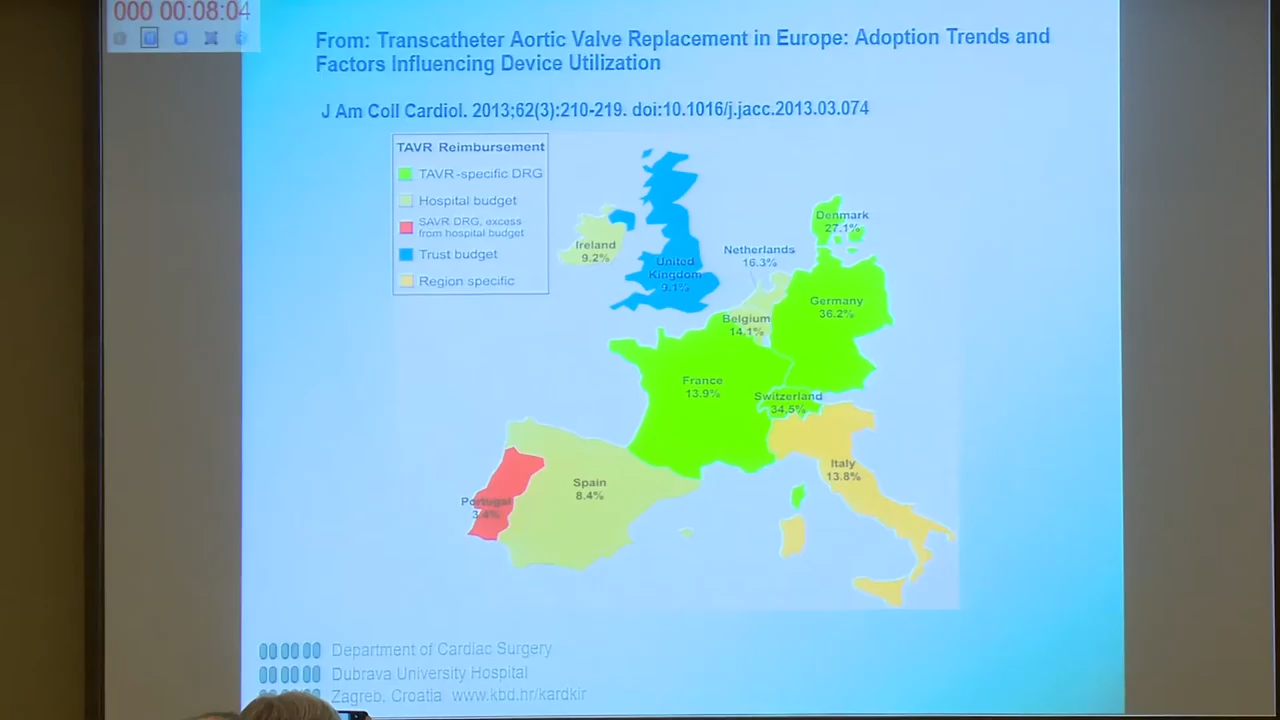 000 00:08:04
From: Transcatheter Aortic Valve Replacement in Europe: Adoption Trends and
Factors Influencing Device Utilization
J Am Coll Cardiol. 2013;62(3):210-219. doi:10.1016/j.jacc.2013.03.074
TAVR Reimbursement
TAVR-specific DRG
Hospital budget
SAVR DRG, excess
from hospital budget
Trust budget
Region specific
Denmark
27.1%
Ireland
9.2%
Netherlands
16.3%
United
Kingdom
9.1%
Germany
36.2%
Belgium
14.1%
France
13.9%
Switzerland
34.5%
Italy
13.8%
Spain
8.4%
Portugal
3.4%
Department of Cardiac Surgery
Dubrava University Hospital
Zagreb, Croatia www.kbd.hr/kardkir